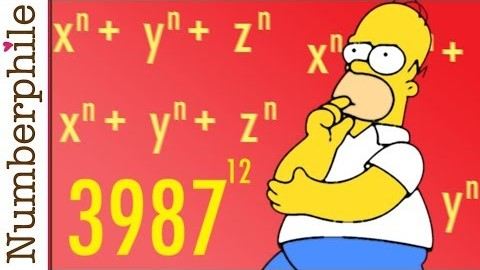 Numberphile
xⁿ+ yⁿ+ zⁿ xⁿ +
xⁿ+ yⁿ+ zⁿ
3987¹² yⁿ